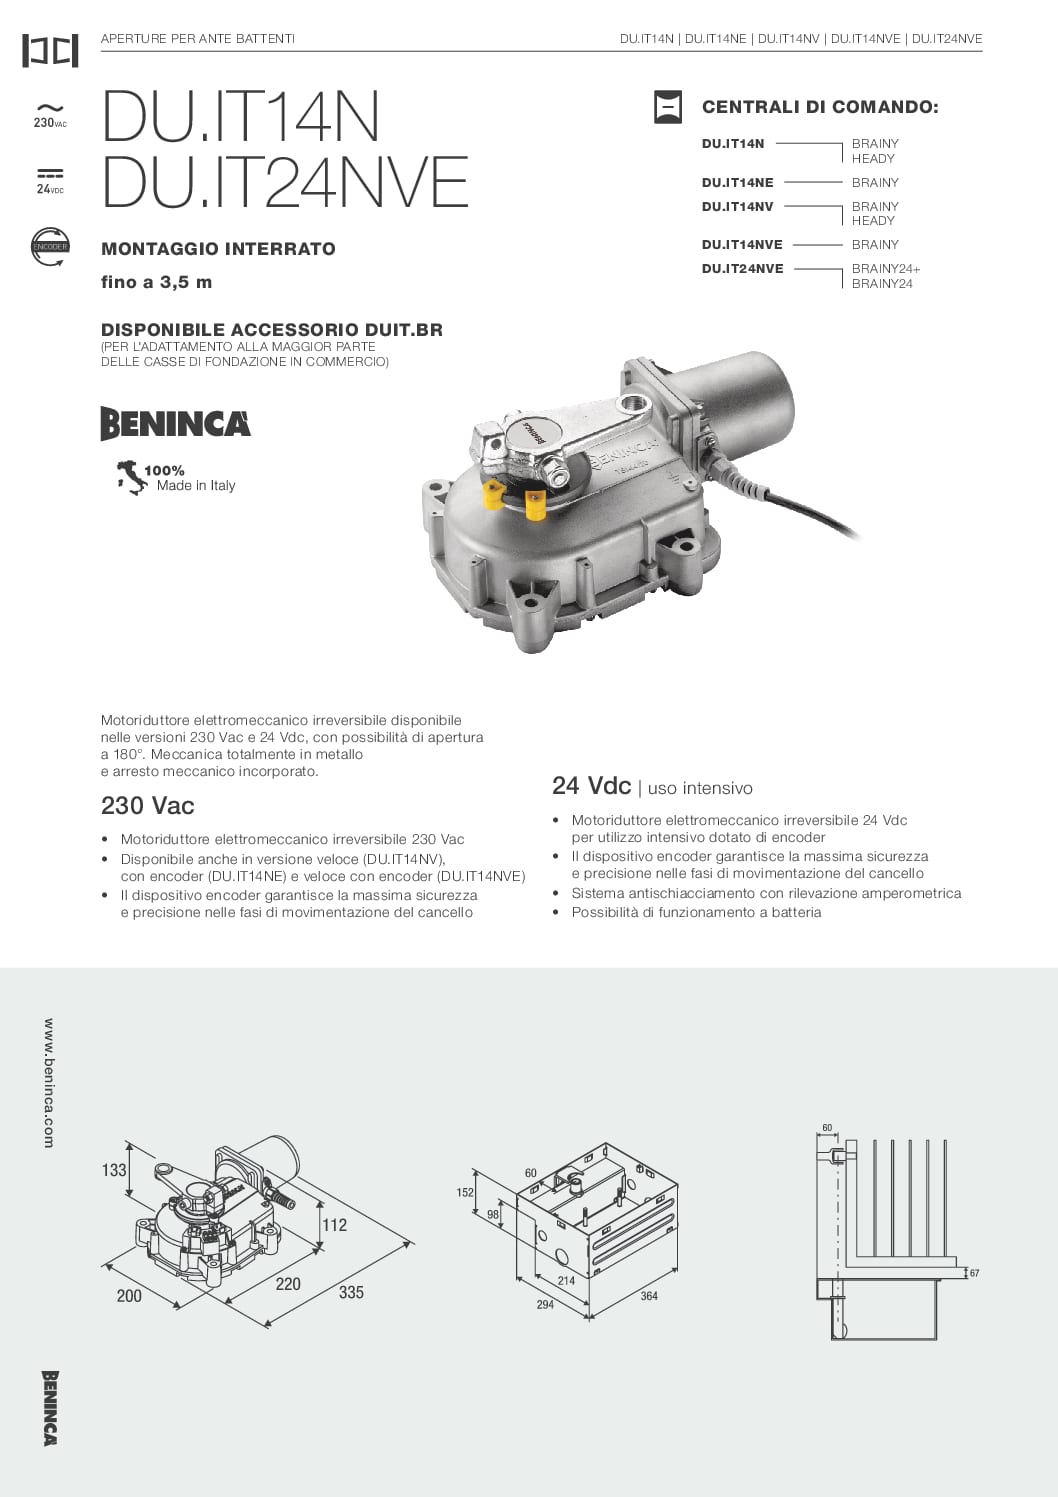 APERTURE PER ANTE BATTENTI
DU.IT14N | DU.IT14NE | DU.IT14NV | DU.IT14NVE | DU.IT24NVE
230VAC
24VDC
ENCODER
DU.IT14N
DU.IT24NVE
MONTAGGIO INTERRATO
fino a 3,5 m
DISPONIBILE ACCESSORIO DUIT.BR
(PER L'ADATTAMENTO ALLA MAGGIOR PARTE
DELLE CASSE DI FONDAZIONE IN COMMERCIO)
BENINCÀ
100%
Made in Italy
CENTRALI DI COMANDO:
DU.IT14N BRAINY
HEADY
DU.IT14NE BRAINY
DU.IT14NV BRAINY
HEADY
DU.IT14NVE BRAINY
DU.IT24NVE BRAINY24+
BRAINY24
BENINCA
BENINCA
Motoriduttore elettromeccanico irreversibile disponibile
nelle versioni 230 Vac e 24 Vdc, con possibilità di apertura
a 180°. Meccanica totalmente in metallo
e arresto meccanico incorporato.
230 Vac
• Motoriduttore elettromeccanico irreversibile 230 Vac
• Disponibile anche in versione veloce (DU.IT14NV),
con encoder (DU.IT14NE) e veloce con encoder (DU.IT14NVE)
• Il dispositivo encoder garantisce la massima sicurezza
e precisione nelle fasi di movimentazione del cancello
24 Vdc | uso intensivo
• Motoriduttore elettromeccanico irreversibile 24 Vdc
per utilizzo intensivo dotato di encoder
• Il dispositivo encoder garantisce la massima sicurezza
e precisione nelle fasi di movimentazione del cancello
• Sistema antischiacciamento con rilevazione amperometrica
• Possibilità di funzionamento a batteria
www.beninca.com
133
112
200
220
335
152
60
98
214
294
364
60
67
BENINCÀ